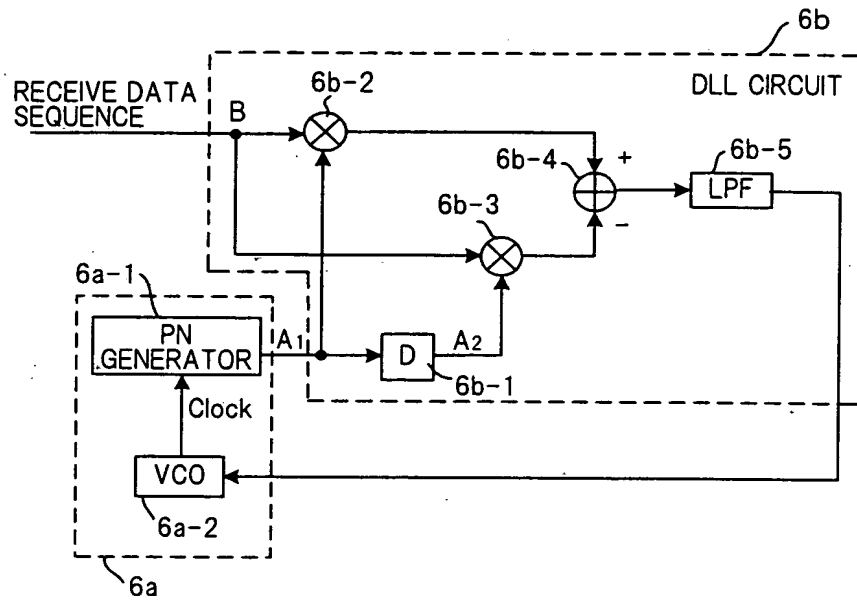 6b
DLL CIRCUIT
6b-2
RECEIVE DATA
SEQUENCE
B
6b-4
+
6b-5
LPF
6b-3
−
6a-1
PN
GENERATOR
A1
D
A2
6b-1
Clock
VCO
6a-2
6a